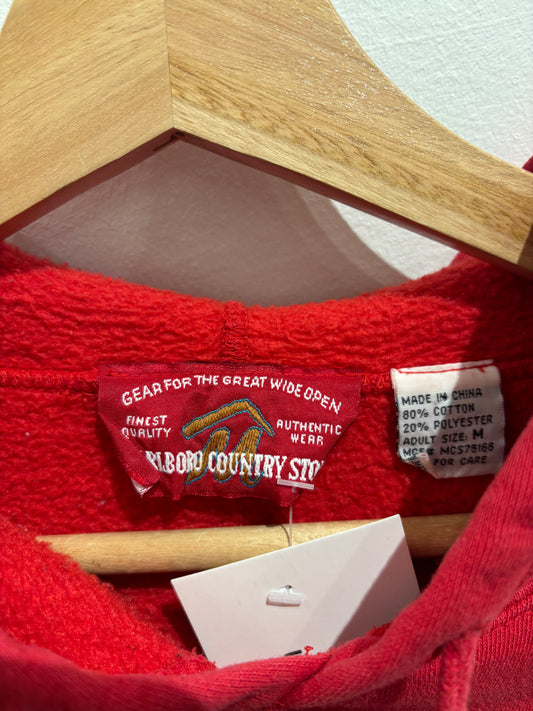 GEAR FOR THE GREAT WIDE OPEN
FINEST
QUALITY
AUTHENTIC
WEAR
RLBORO COUNTRY STO
MADE IN CHINA
80% COTTON
20% POLYESTER
ADULT SIZE: M
MCS75168
FOR CARE